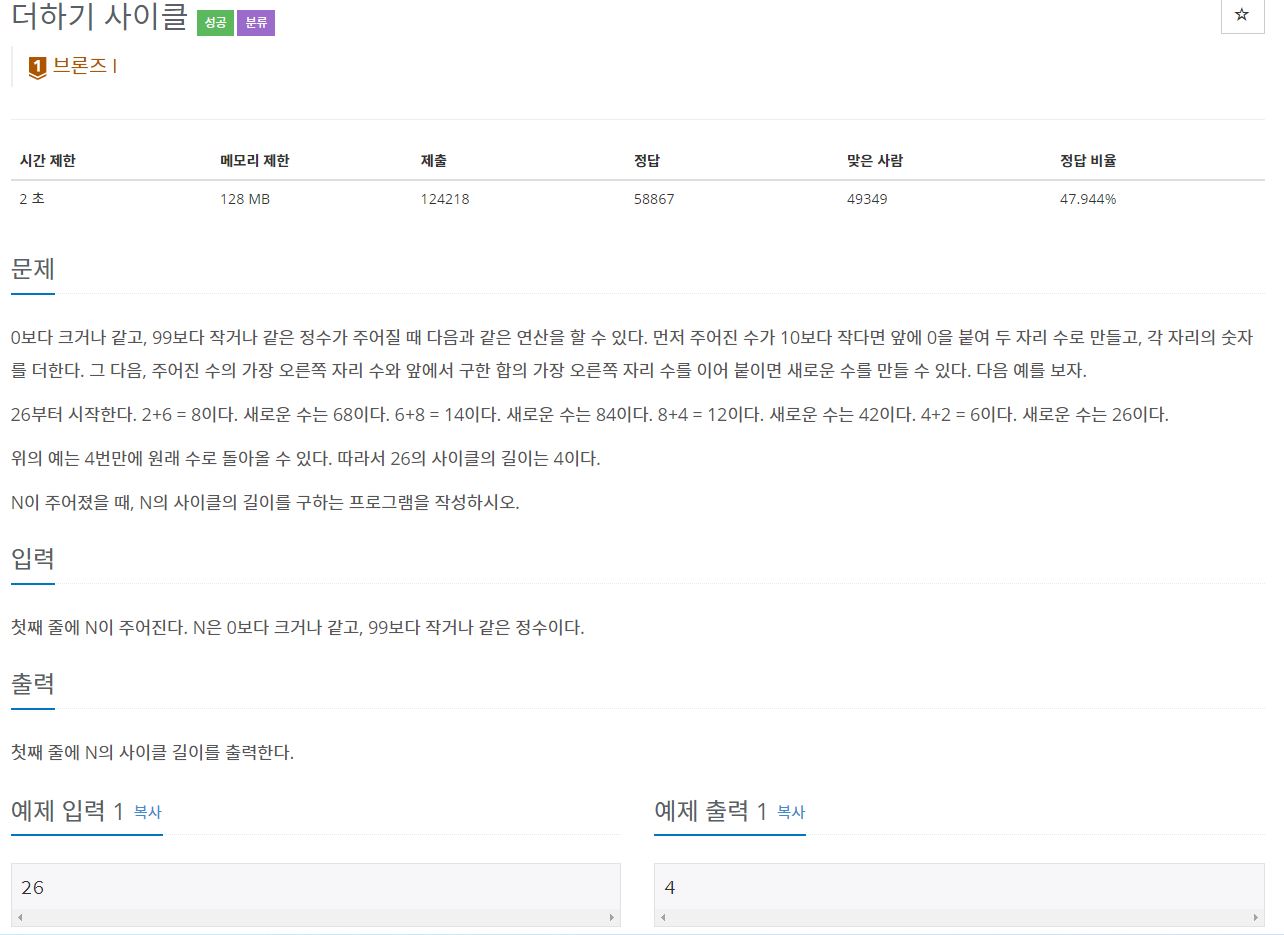 더하기 사이클 성공 분류
☆
1 브론즈 I
시간 제한 메모리 제한 제출 정답 맞은 사람 정답 비율
2 초 128 MB 124218 58867 49349 47.944%
문제
0보다 크거나 같고, 99보다 작거나 같은 정수가 주어질 때 다음과 같은 연산을 할 수 있다. 먼저 주어진 수가 10보다 작다면 앞에 0을 붙여 두 자리 수로 만들고, 각 자리의 숫자
를 더한다. 그 다음, 주어진 수의 가장 오른쪽 자리 수와 앞에서 구한 합의 가장 오른쪽 자리 수를 이어 붙이면 새로운 수를 만들 수 있다. 다음 예를 보자.
26부터 시작한다. 2+6 = 8이다. 새로운 수는 68이다. 6+8 = 14이다. 새로운 수는 84이다. 8+4 = 12이다. 새로운 수는 42이다. 4+2 = 6이다. 새로운 수는 26이다.
위의 예는 4번만에 원래 수로 돌아올 수 있다. 따라서 26의 사이클의 길이는 4이다.
N이 주어졌을 때, N의 사이클의 길이를 구하는 프로그램을 작성하시오.
입력
첫째 줄에 N이 주어진다. N은 0보다 크거나 같고, 99보다 작거나 같은 정수이다.
출력
첫째 줄에 N의 사이클 길이를 출력한다.
예제 입력 1 복사
26
예제 출력 1 복사
4